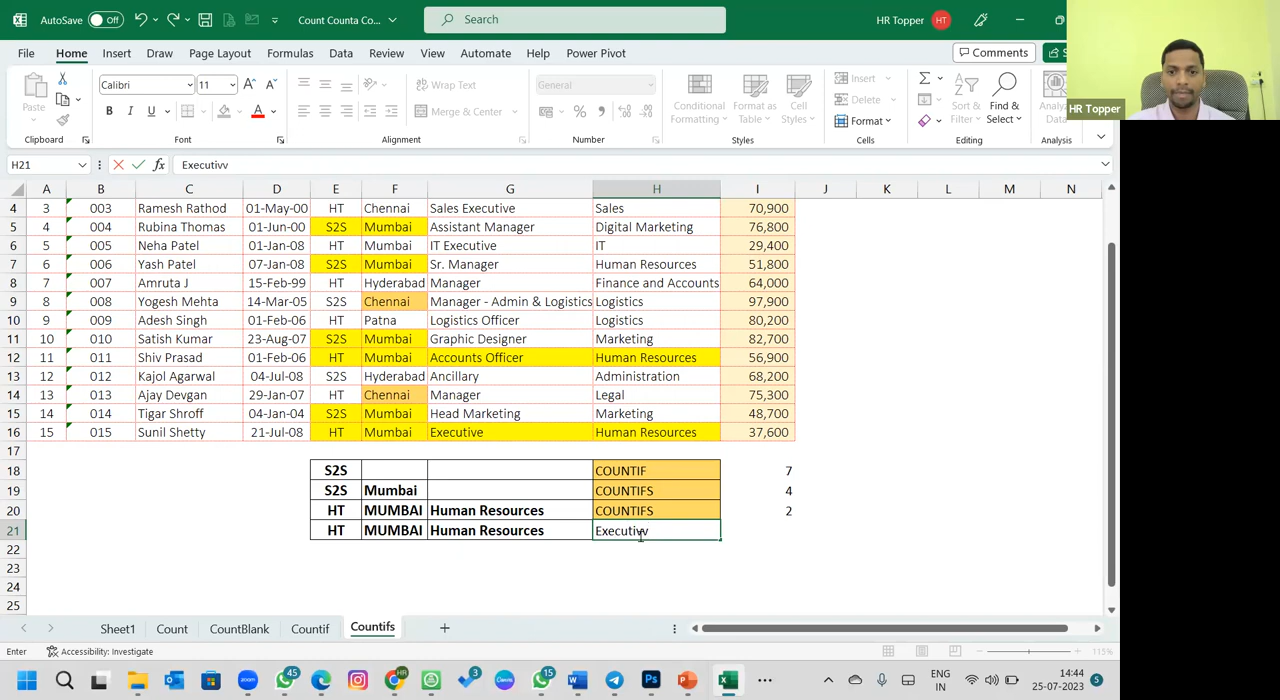 AutoSave Off Count Counta Co... Search HR Topper HT
File Home Insert Draw Page Layout Formulas Data Review View Automate Help Power Pivot Comments
Calibri 11 A A Wrap Text General Insert
Paste B I U A Merge & Center % Conditional Formatting Format as Table Cell Styles Delete Format Sort & Filter Find & Select HR Topper
Clipboard Font Alignment Number Styles Editing Analysis
H21 fx Executivv
A B C D E F G H I J K L M N
4 3 003 Ramesh Rathod 01-May-00 HT Chennai Sales Executive Sales 70,900
5 4 004 Rubina Thomas 01-Jun-00 S2S Mumbai Assistant Manager Digital Marketing 76,800
6 5 005 Neha Patel 01-Jan-08 HT Mumbai IT Executive IT 29,400
7 6 006 Yash Patel 07-Jan-08 S2S Mumbai Sr. Manager Human Resources 51,800
8 7 007 Amruta J 15-Feb-99 HT Hyderabad Manager Finance and Accounts 64,000
9 8 008 Yogesh Mehta 14-Mar-05 S2S Chennai Manager - Admin & Logistics Logistics 97,900
10 9 009 Adesh Singh 01-Feb-06 HT Patna Logistics Officer Logistics 80,200
11 10 010 Satish Kumar 23-Aug-07 S2S Mumbai Graphic Designer Marketing 82,700
12 11 011 Shiv Prasad 01-Feb-06 HT Mumbai Accounts Officer Human Resources 56,900
13 12 012 Kajol Agarwal 04-Jul-08 S2S Hyderabad Ancillary Administration 68,200
14 13 013 Ajay Devgan 29-Jan-07 HT Chennai Manager Legal 75,300
15 14 014 Tigar Shroff 04-Jan-04 S2S Mumbai Head Marketing Marketing 48,700
16 15 015 Sunil Shetty 21-Jul-08 HT Mumbai Executive Human Resources 37,600
17
18 S2S COUNTIF 7
19 S2S Mumbai COUNTIFS 4
20 HT MUMBAI Human Resources COUNTIFS 2
21 HT MUMBAI Human Resources Executivv
22
23
24
25
Sheet1 Count CountBlank Countif Countifs
Enter Accessibility: Investigate 115%
45 3 15 ENG IN 14:44 25-07-2023 5